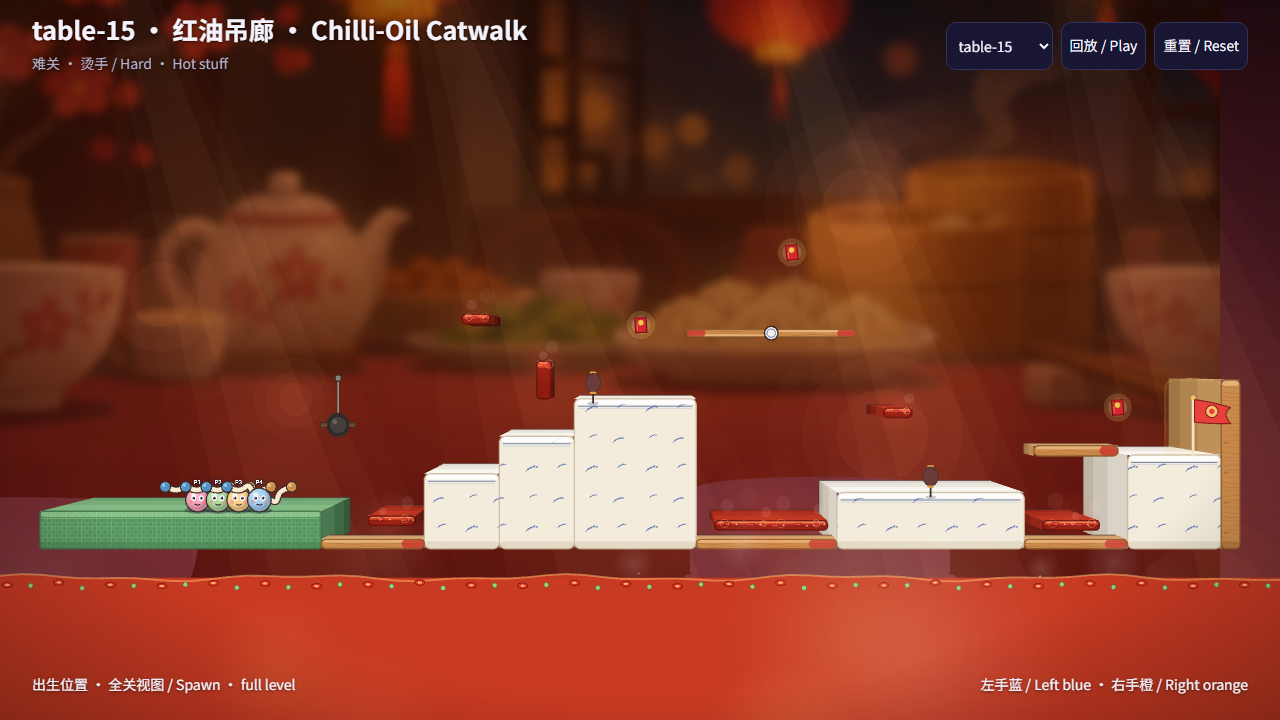 table-15 • 红油吊廊 • Chilli-Oil Catwalk
难关 • 烫手 / Hard • Hot stuff
table-15
回放 / Play
重置 / Reset
P1 P2 P3 P4
出生位置 • 全关视图 / Spawn • full level
左手蓝 / Left blue • 右手橙 / Right orange